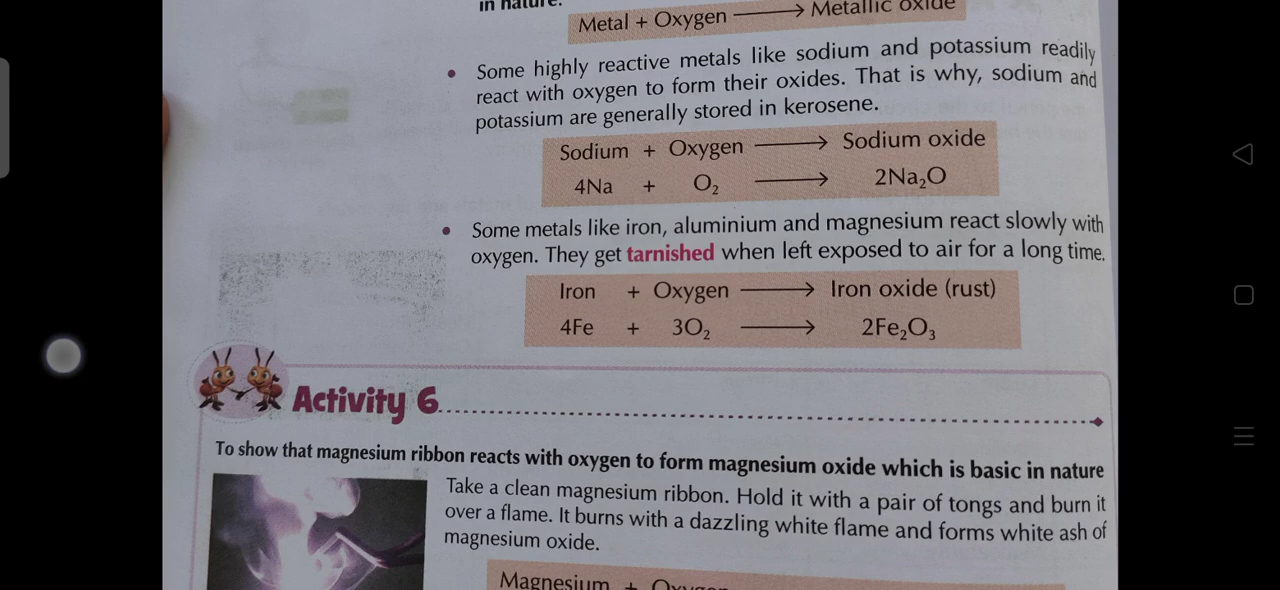 in nature.
Metal + Oxygen ⟶ Metallic oxide
• Some highly reactive metals like sodium and potassium readily
react with oxygen to form their oxides. That is why, sodium and
potassium are generally stored in kerosene.
Sodium + Oxygen ⟶ Sodium oxide
4Na + O₂ ⟶ 2Na₂O
• Some metals like iron, aluminium and magnesium react slowly with
oxygen. They get tarnished when left exposed to air for a long time.
Iron + Oxygen ⟶ Iron oxide (rust)
4Fe + 3O₂ ⟶ 2Fe₂O₃
Activity 6
To show that magnesium ribbon reacts with oxygen to form magnesium oxide which is basic in nature
Take a clean magnesium ribbon. Hold it with a pair of tongs and burn it
over a flame. It burns with a dazzling white flame and forms white ash of
magnesium oxide.
Magnesium + Oxygen